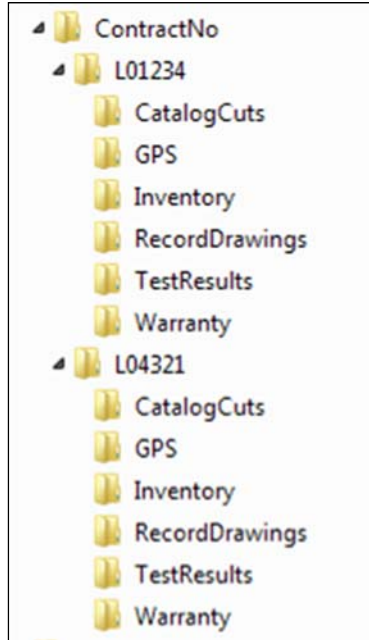 ContractNo
L01234
CatalogCuts
GPS
Inventory
RecordDrawings
TestResults
Warranty
L04321
CatalogCuts
GPS
Inventory
RecordDrawings
TestResults
Warranty